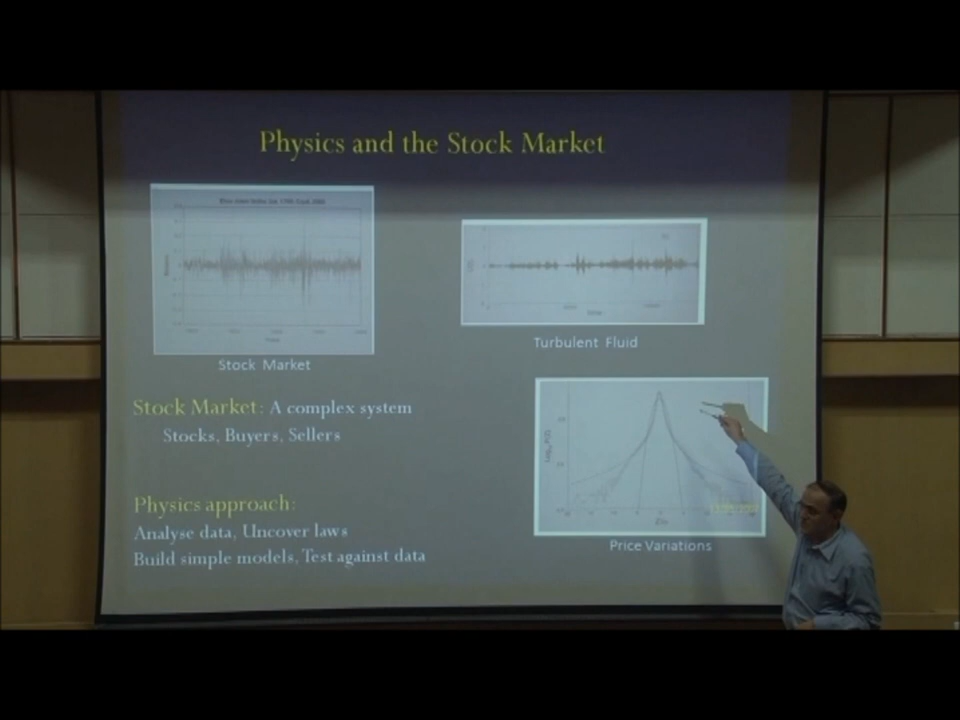 Physics and the Stock Market
Stock Market
Turbulent Fluid
Stock Market: A complex system
Stocks, Buyers, Sellers
Physics approach:
Analyse data, Uncover laws
Build simple models, Test against data
Price Variations